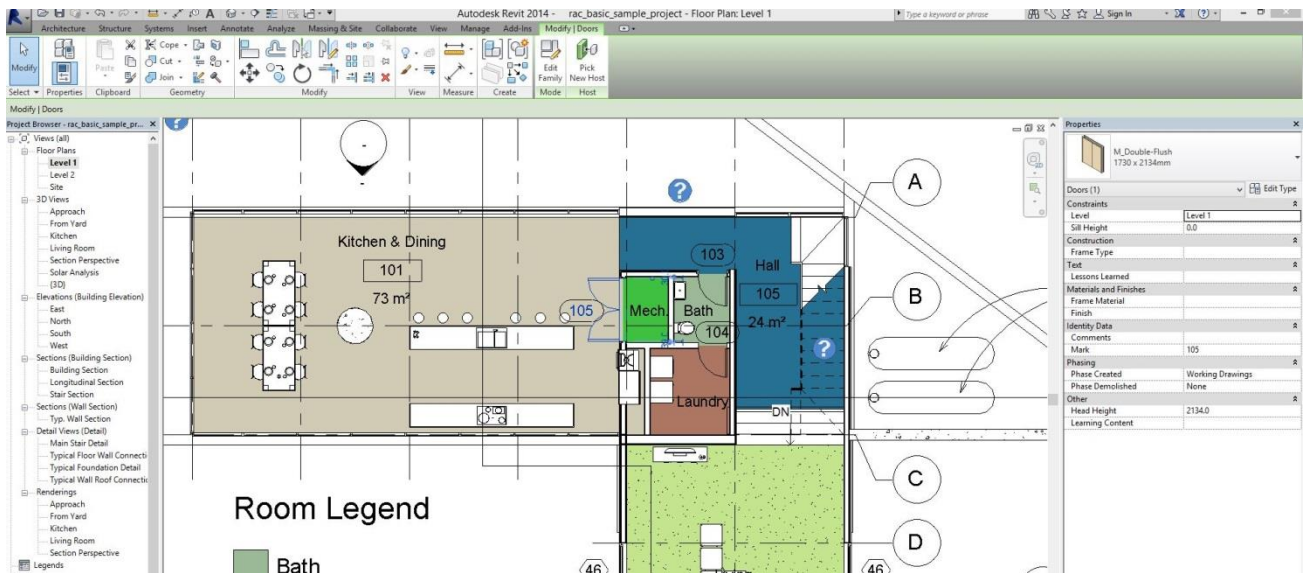 Autodesk Revit 2014 - rac_basic_sample_project - Floor Plan: Level 1
Type a keyword or phrase
Sign In
Architecture Structure Systems Insert Annotate Analyze Massing & Site Collaborate View Manage Add-Ins Modify | Doors
Modify
Paste
Cope
Cut
Join
Edit Family
Pick New Host
Select Properties Clipboard Geometry Modify View Measure Create Mode Host
Modify | Doors
Project Browser - rac_basic_sample_pr...
Views (all)
Floor Plans
Level 1
Level 2
Site
3D Views
Approach
From Yard
Kitchen
Living Room
Section Perspective
Solar Analysis
{3D}
Elevations (Building Elevation)
East
North
South
West
Sections (Building Section)
Building Section
Longitudinal Section
Stair Section
Sections (Wall Section)
Typ. Wall Section
Detail Views (Detail)
Main Stair Detail
Typical Floor Wall Connecti
Typical Foundation Detail
Typical Wall Roof Connectic
Renderings
Approach
From Yard
Kitchen
Living Room
Section Perspective
Legends
Kitchen & Dining
101
73 m²
105
Mech.
Bath
103
104
Hall
105
24 m²
Laundry
DN
A
B
C
D
46
46
Room Legend
Bath
Properties
M_Double-Flush
1730 x 2134mm
Doors (1)
Edit Type
Constraints
Level Level 1
Sill Height 0.0
Construction
Frame Type
Text
Lessons Learned
Materials and Finishes
Frame Material
Finish
Identity Data
Comments
Mark 105
Phasing
Phase Created Working Drawings
Phase Demolished None
Other
Head Height 2134.0
Learning Content